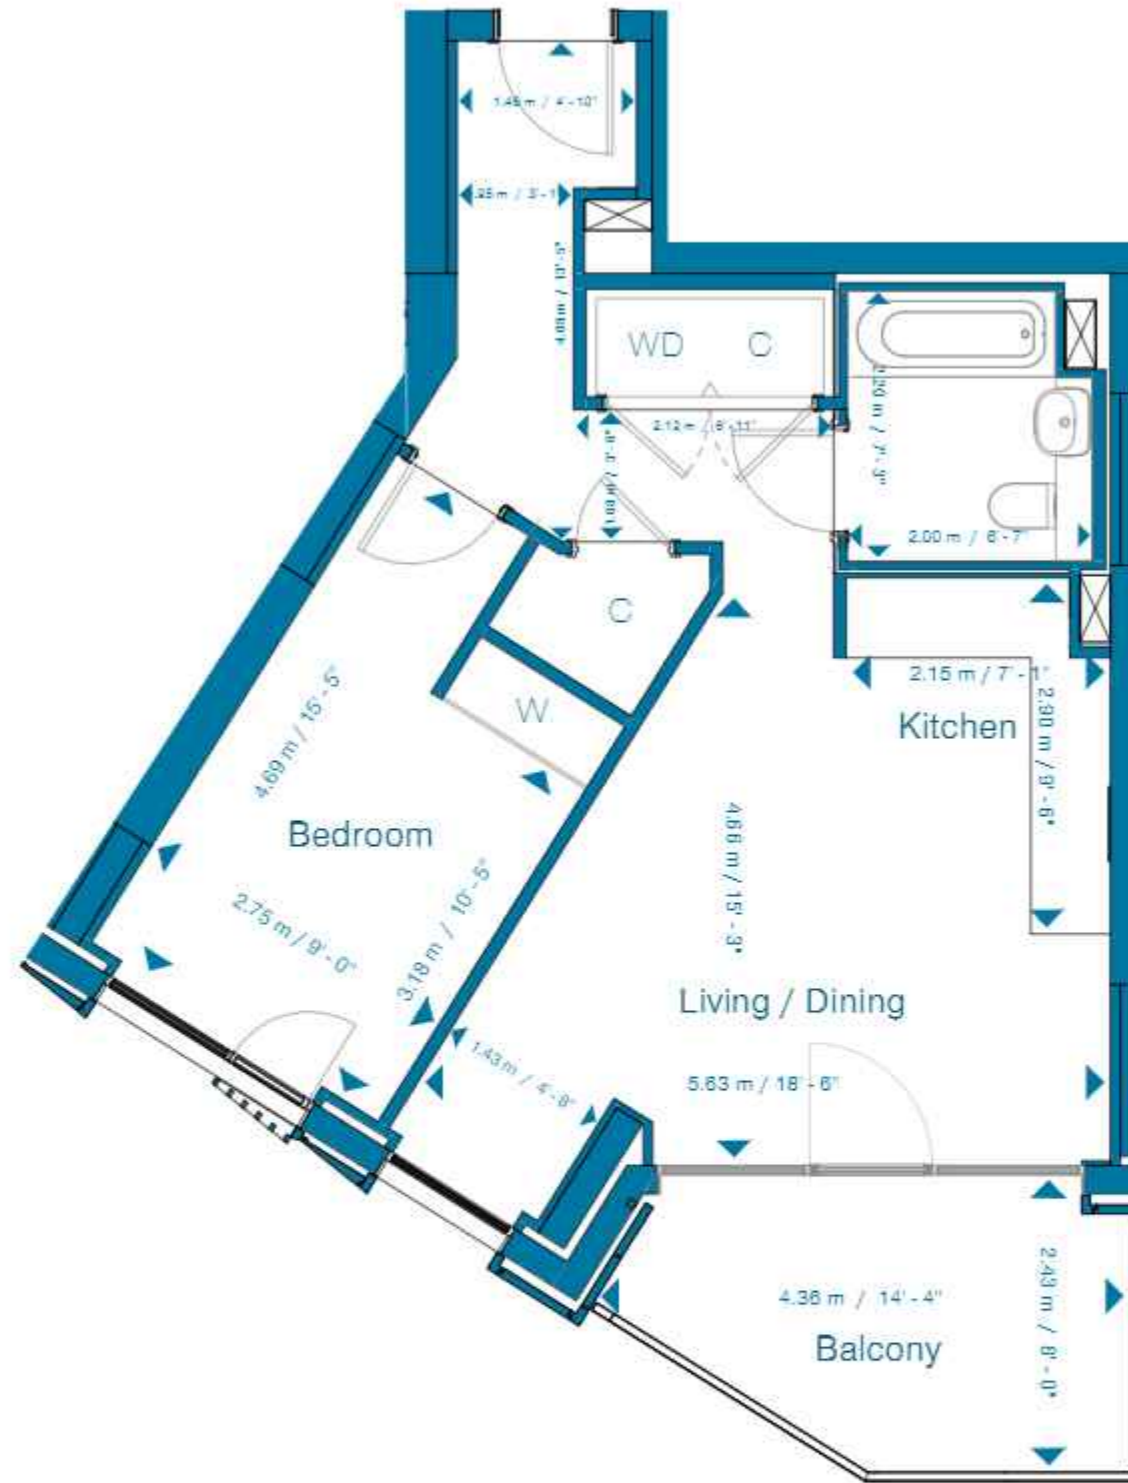 1.48 m / 4'-10"
WD
C
2.12 m / 6'-11"
2.20 m / 7'-3"
2.00 m / 6'-7"
C
2.15 m / 7'-1"
Kitchen
2.90 m / 9'-6"
W
4.69 m / 15'-5"
Bedroom
4.66 m / 15'-3"
2.75 m / 9'-0"
3.18 m / 10'-5"
Living / Dining
1.43 m / 4'-8"
5.63 m / 18'-6"
4.36 m / 14'-4"
2.43 m / 8'-0"
Balcony